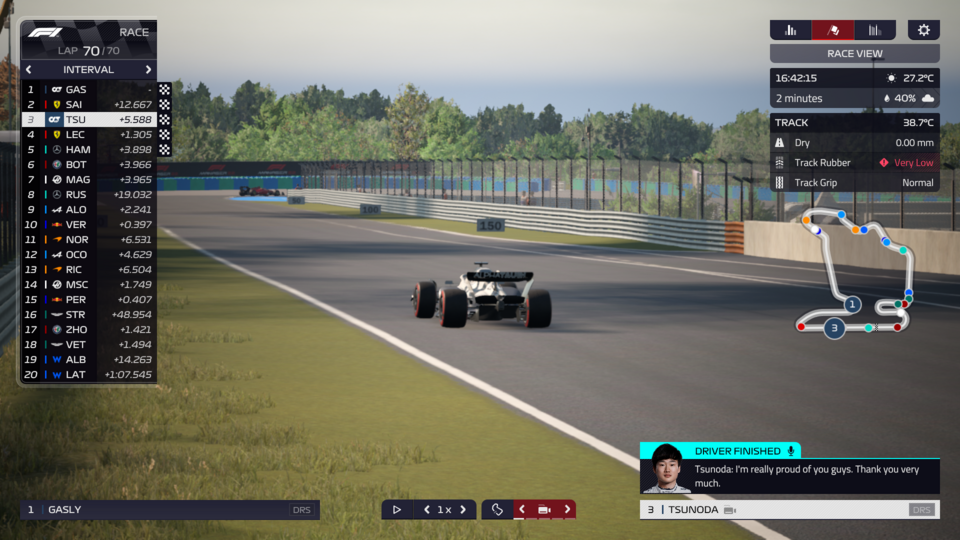 F1 RACE
LAP 70/70
INTERVAL
1 GAS -
2 SAI +12.667
3 TSU +5.588
4 LEC +1.305
5 HAM +3.898
6 BOT +3.966
7 MAG +3.965
8 RUS +19.032
9 ALO +2.241
10 VER +0.397
11 NOR +6.531
12 OCO +4.629
13 RIC +6.504
14 MSC +1.749
15 PER +0.407
16 STR +48.954
17 ZHO +1.421
18 VET +1.494
19 ALB +14.263
20 LAT +1:07.545
RACE VIEW
16:42:15 27.2°C
2 minutes 40%
TRACK 38.7°C
Dry 0.00 mm
Track Rubber Very Low
Track Grip Normal
50
100
150
1
3
DRIVER FINISHED
Tsunoda: I'm really proud of you guys. Thank you very
much.
1 GASLY DRS
1x
3 TSUNODA DRS